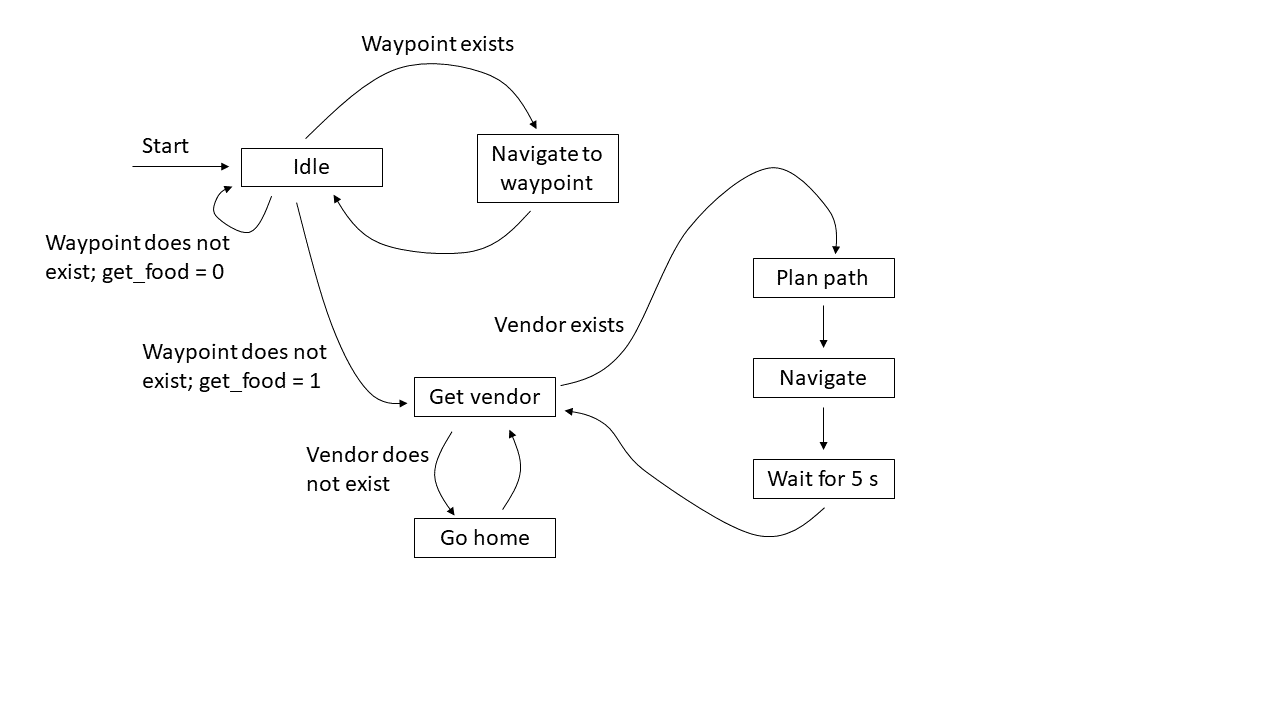 Waypoint exists
Start
Idle
Navigate to
waypoint
Waypoint does not
exist; get_food = 0
Plan path
Vendor exists
Waypoint does not
exist; get_food = 1
Navigate
Get vendor
Vendor does
not exist
Wait for 5 s
Go home